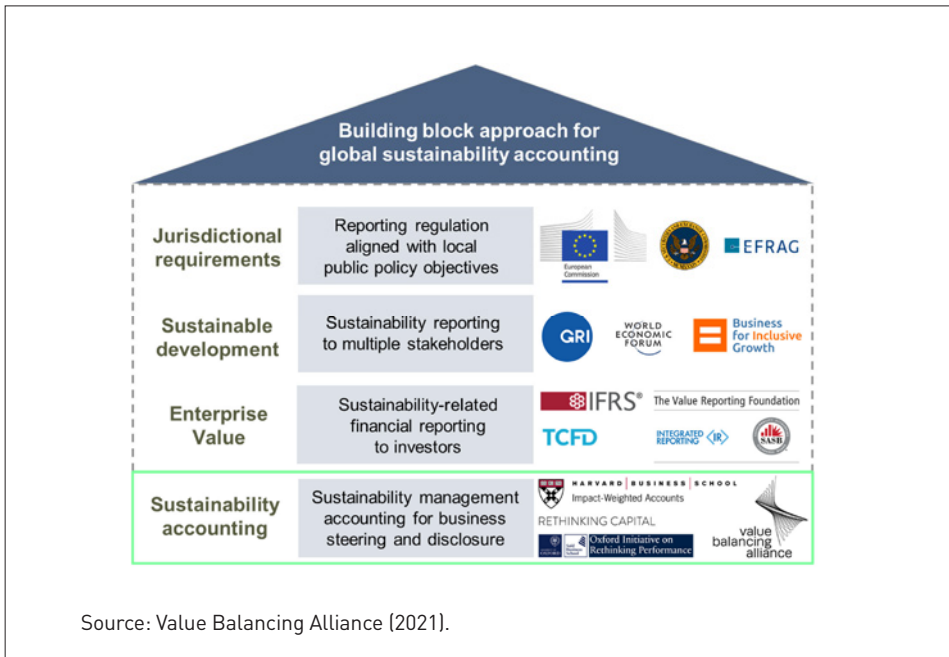 Building block approach for
global sustainability accounting
Jurisdictional
requirements
Reporting regulation
aligned with local
public policy objectives
European
Commission
EFRAG
Sustainable
development
Sustainability reporting
to multiple stakeholders
GRI
WORLD
ECONOMIC
FORUM
Business
for Inclusive
Growth
Enterprise
Value
Sustainability-related
financial reporting
to investors
IFRS®
The Value Reporting Foundation
TCFD
INTEGRATED
REPORTING <IR>
SASB
Sustainability
accounting
Sustainability management
accounting for business
steering and disclosure
HARVARD | BUSINESS | SCHOOL
Impact-Weighted Accounts
RETHINKING CAPITAL
Oxford Initiative on
Rethinking Performance
value
balancing
alliance
Source: Value Balancing Alliance (2021).